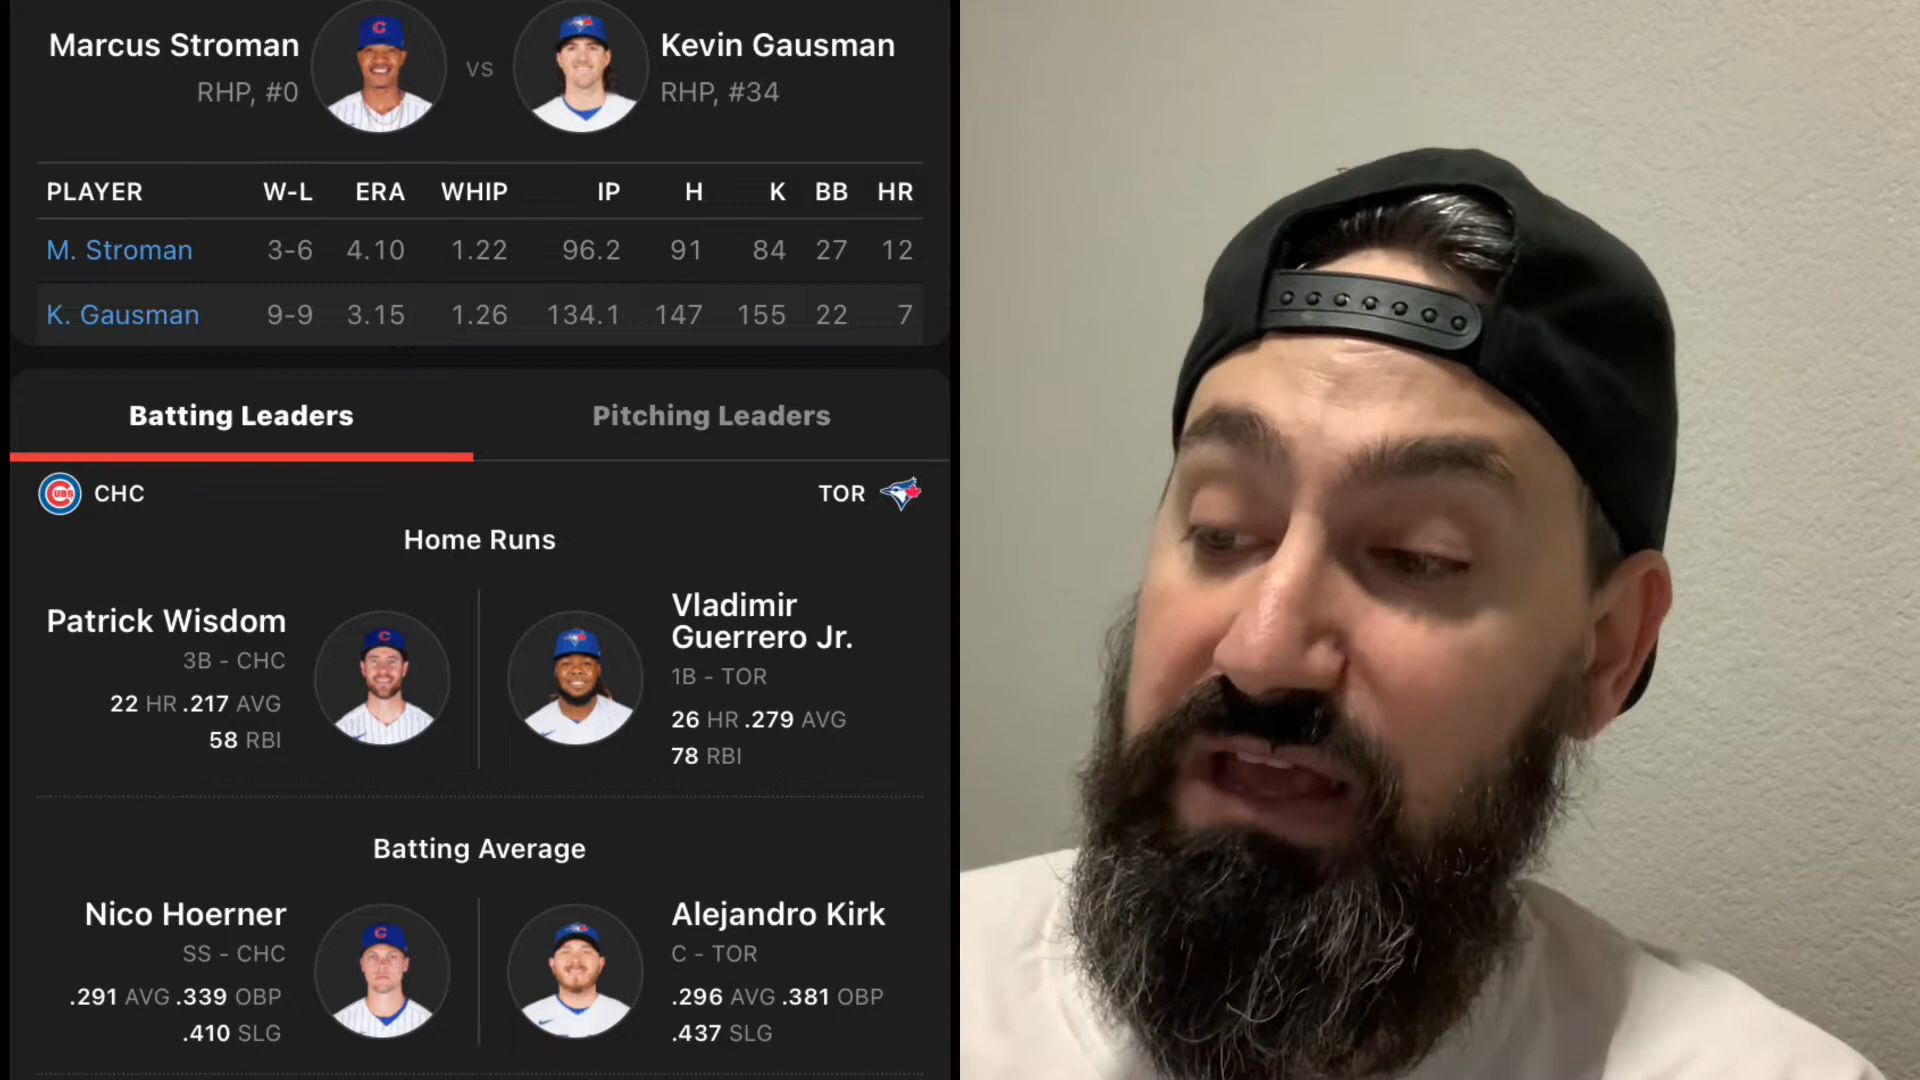 Marcus Stroman
RHP, #0
VS
Kevin Gausman
RHP, #34
PLAYER W-L ERA WHIP IP H K BB HR
M. Stroman 3-6 4.10 1.22 96.2 91 84 27 12
K. Gausman 9-9 3.15 1.26 134.1 147 155 22 7
Batting Leaders Pitching Leaders
CUBS CHC TOR
Home Runs
Patrick Wisdom
3B - CHC
22 HR .217 AVG
58 RBI
Vladimir
Guerrero Jr.
1B - TOR
26 HR .279 AVG
78 RBI
Batting Average
Nico Hoerner
SS - CHC
.291 AVG .339 OBP
.410 SLG
Alejandro Kirk
C - TOR
.296 AVG .381 OBP
.437 SLG